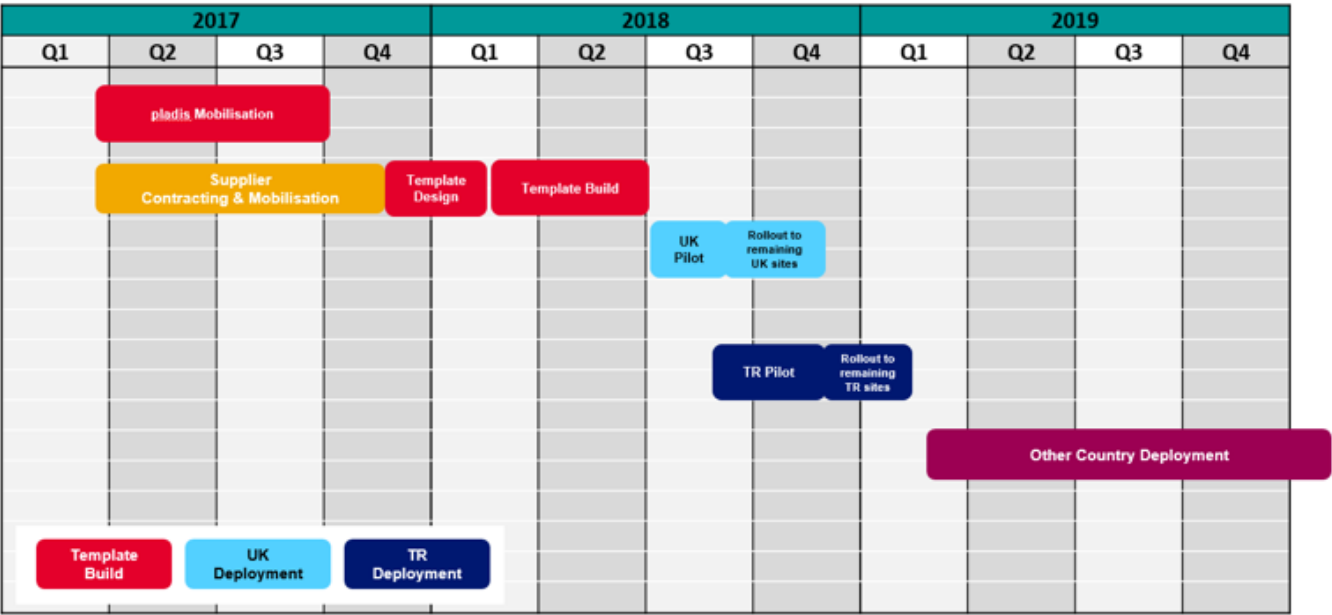 2017 2018 2019
Q1 Q2 Q3 Q4 Q1 Q2 Q3 Q4 Q1 Q2 Q3 Q4
pladis Mobilisation
Supplier
Contracting & Mobilisation
Template
Design
Template Build
UK
Pilot
Rollout to
remaining
UK sites
TR Pilot
Rollout to
remaining
TR sites
Other Country Deployment
Template
Build
UK
Deployment
TR
Deployment